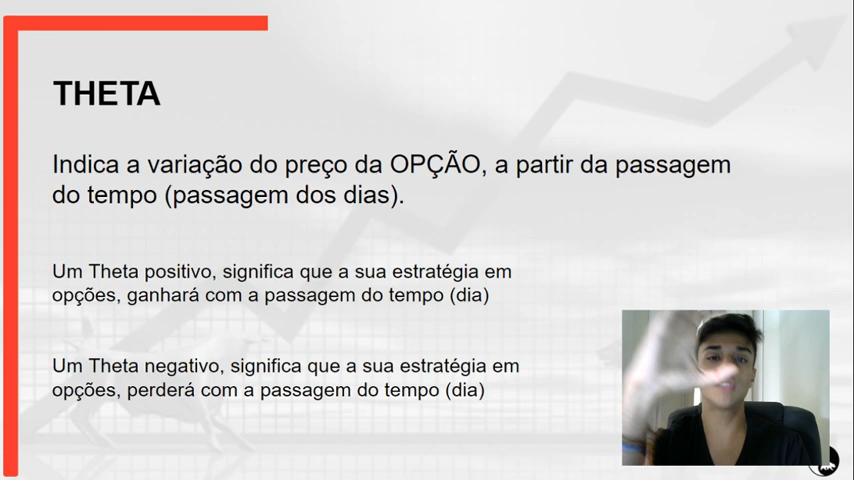 THETA
Indica a variação do preço da OPÇÃO, a partir da passagem
do tempo (passagem dos dias).
Um Theta positivo, significa que a sua estratégia em
opções, ganhará com a passagem do tempo (dia)
Um Theta negativo, significa que a sua estratégia em
opções, perderá com a passagem do tempo (dia)